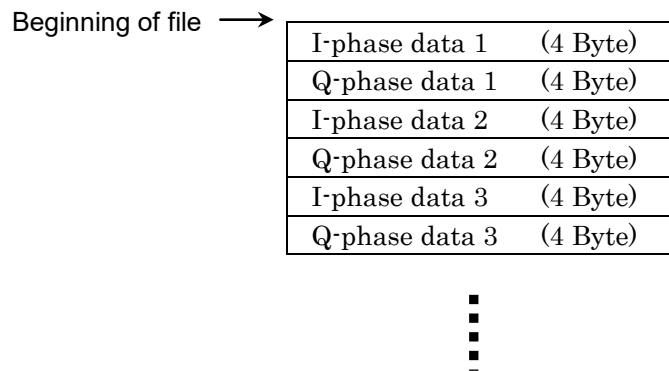 Beginning of file
I-phase data 1 (4 Byte)
Q-phase data 1 (4 Byte)
I-phase data 2 (4 Byte)
Q-phase data 2 (4 Byte)
I-phase data 3 (4 Byte)
Q-phase data 3 (4 Byte)